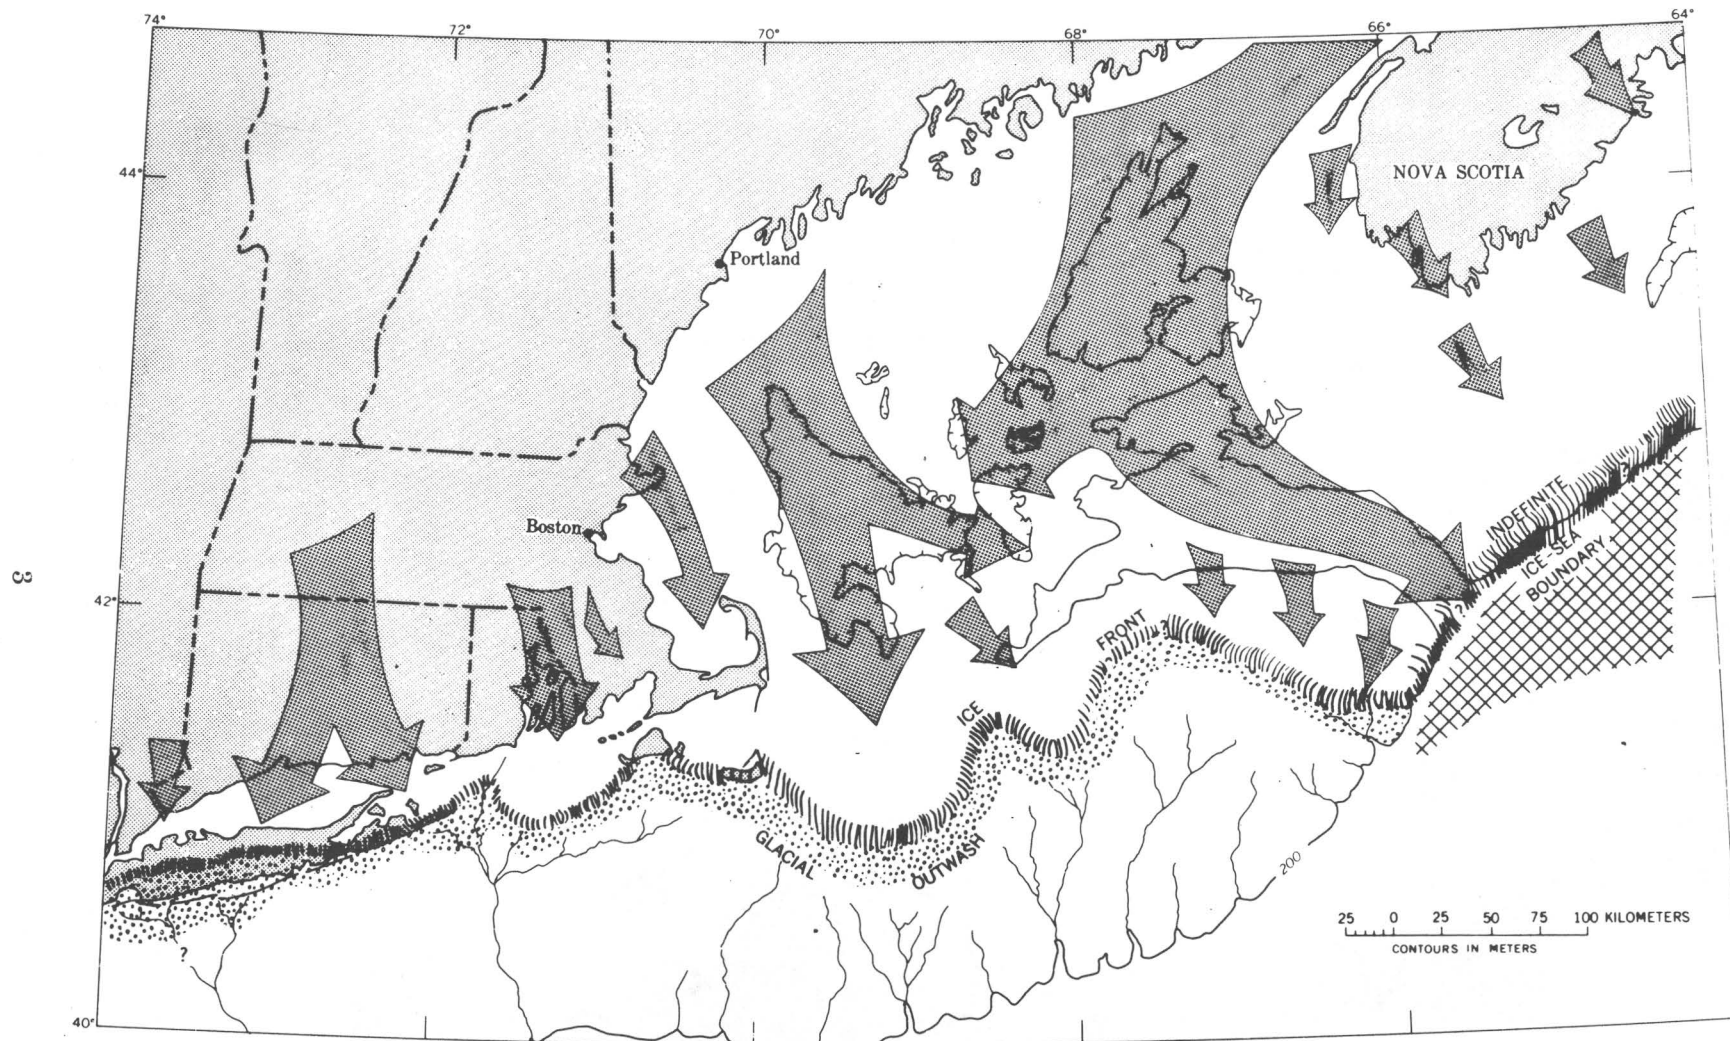 74°
72°
70°
68°
66°
64°
44°
NOVA SCOTIA
Portland
Boston
INDEFINITE
ICE-SEA
BOUNDARY
?
?
?
42°
3
FRONT
ICE
GLACIAL
OUTWASH
200
25 0 25 50 75 100 KILOMETERS
CONTOURS IN METERS
?
40°